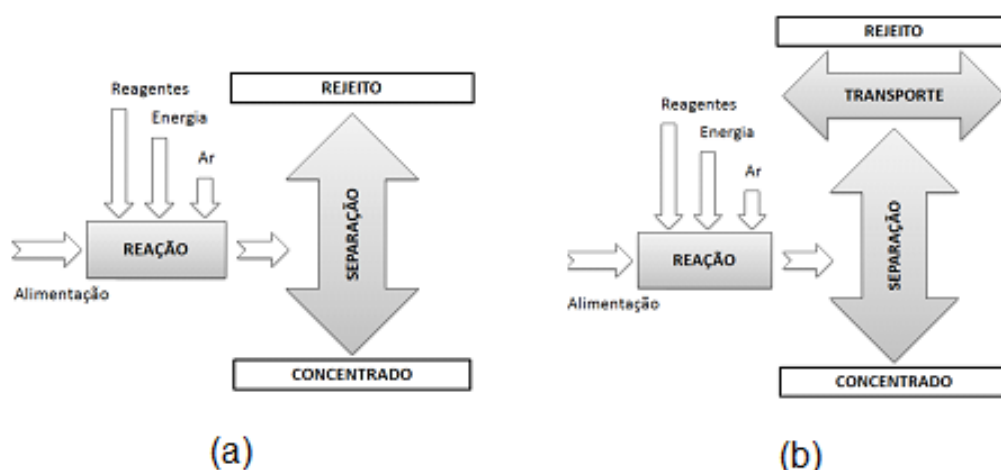 Reagentes
Energia
Ar
REAÇÃO
Alimentação
REJEITO
SEPARAÇÃO
CONCENTRADO
(a)
REJEITO
TRANSPORTE
Reagentes
Energia
Ar
REAÇÃO
Alimentação
SEPARAÇÃO
CONCENTRADO
(b)